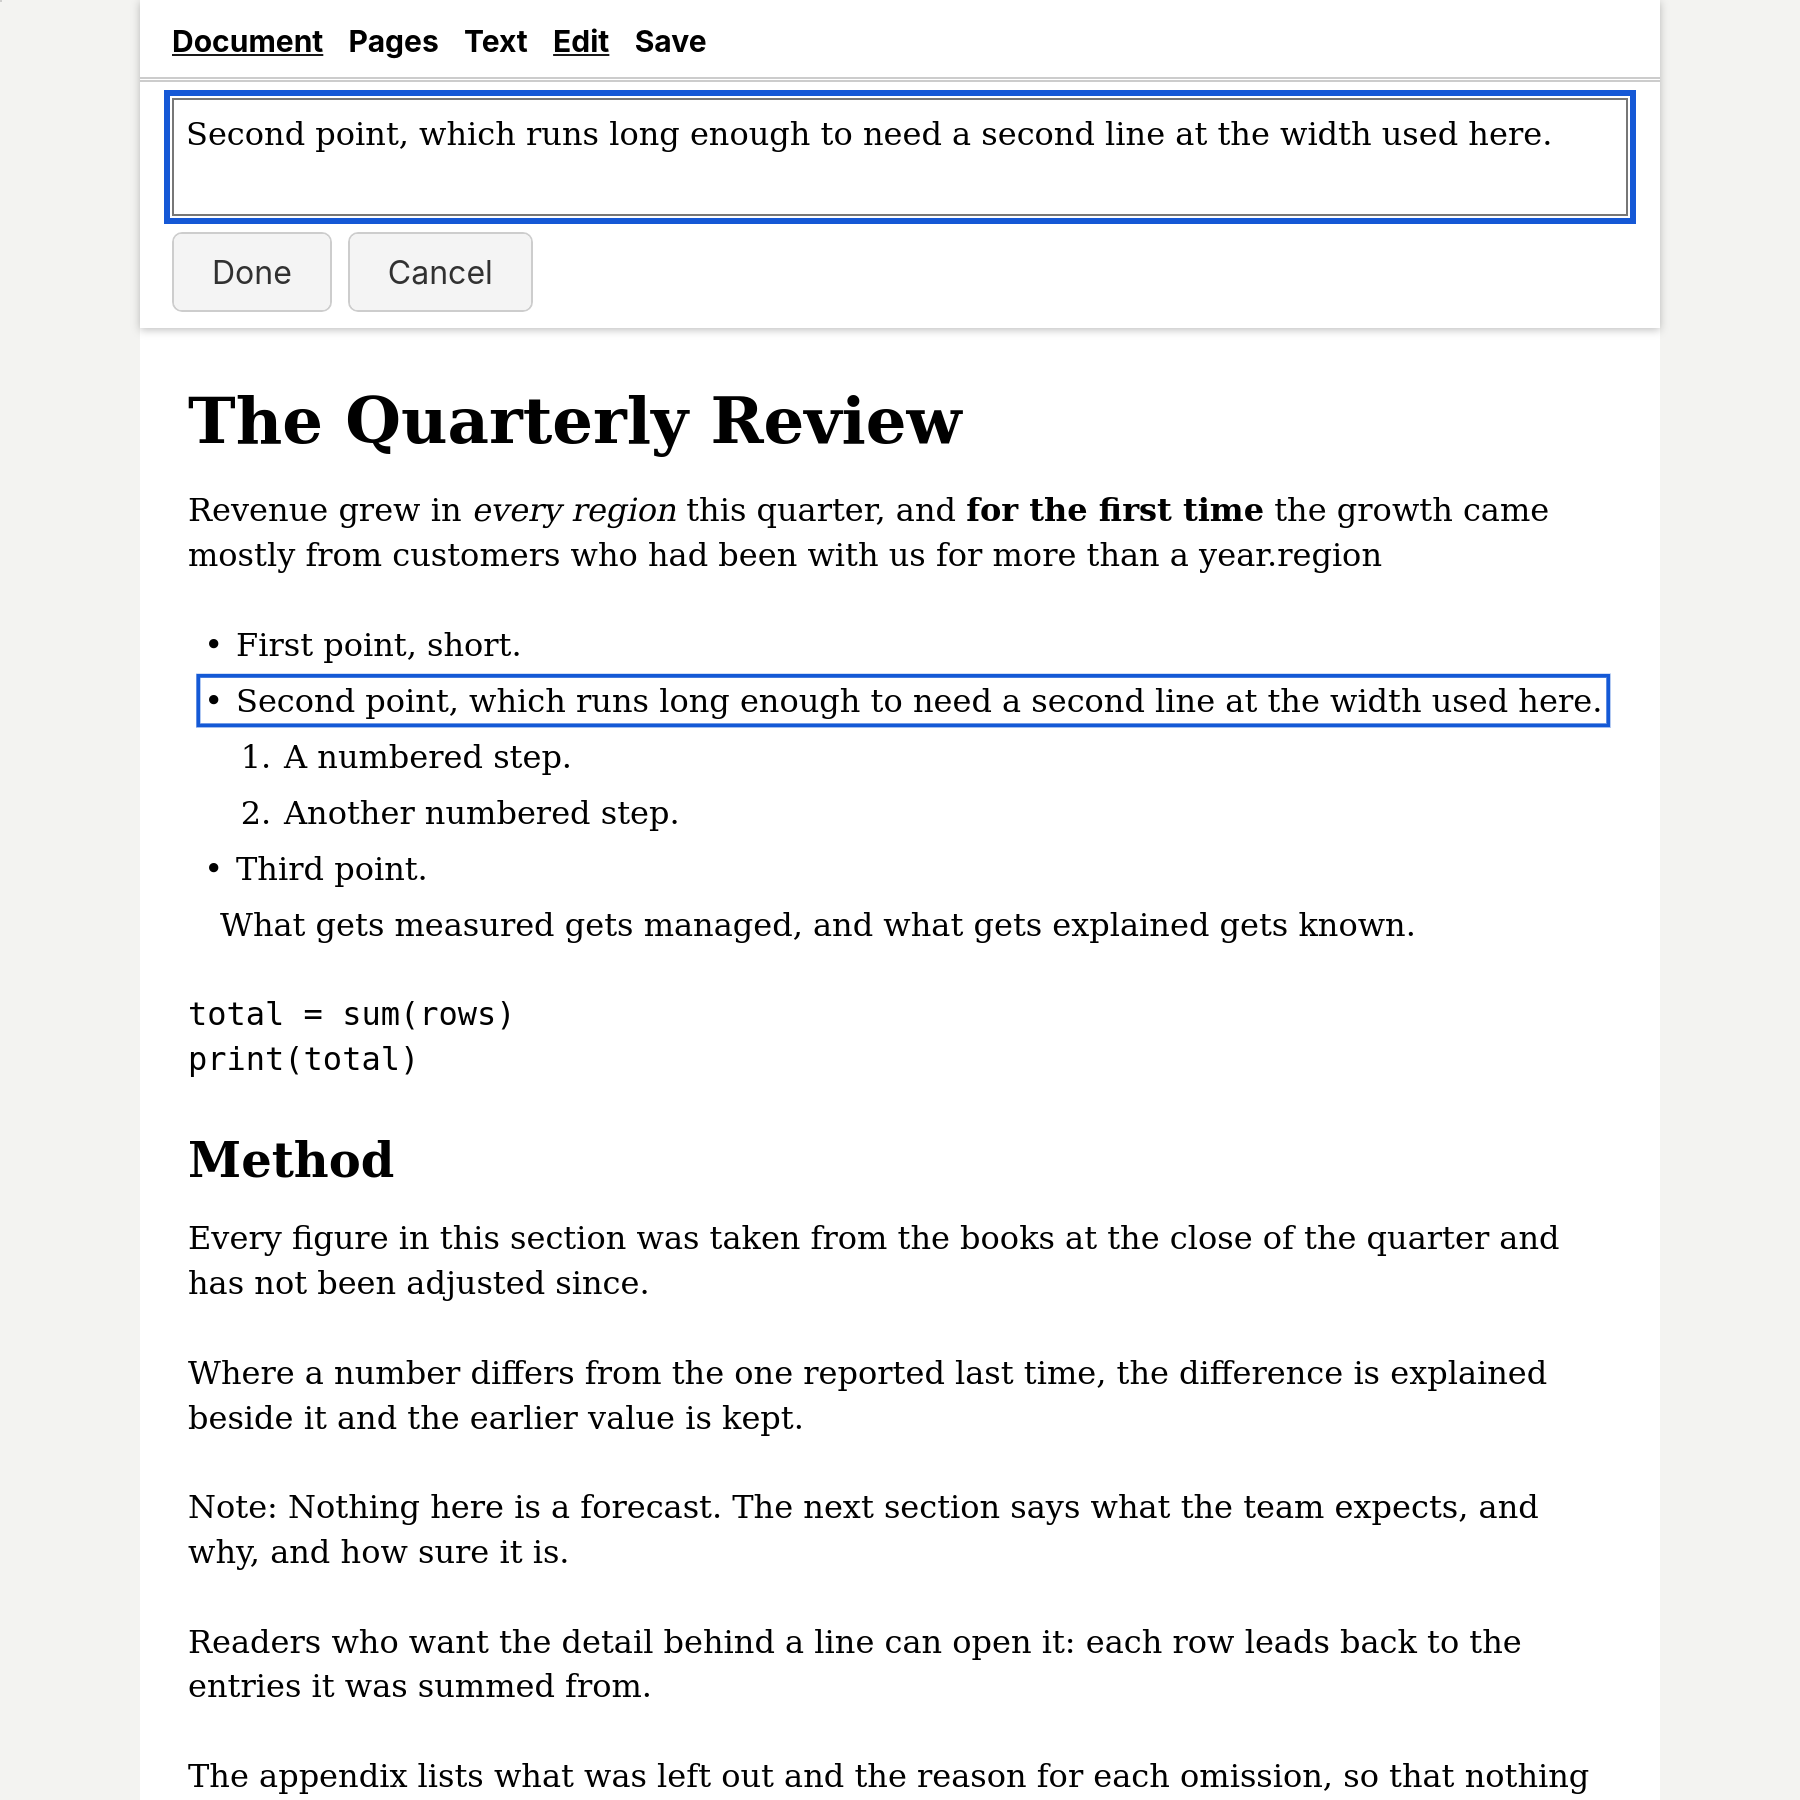 Document Pages Text Edit Save
Second point, which runs long enough to need a second line at the width used here.
Done Cancel
The Quarterly Review
Revenue grew in every region this quarter, and for the first time the growth came
mostly from customers who had been with us for more than a year.region
• First point, short.
• Second point, which runs long enough to need a second line at the width used here.
1. A numbered step.
2. Another numbered step.
• Third point.
What gets measured gets managed, and what gets explained gets known.
total = sum(rows)
print(total)
Method
Every figure in this section was taken from the books at the close of the quarter and
has not been adjusted since.
Where a number differs from the one reported last time, the difference is explained
beside it and the earlier value is kept.
Note: Nothing here is a forecast. The next section says what the team expects, and
why, and how sure it is.
Readers who want the detail behind a line can open it: each row leads back to the
entries it was summed from.
The appendix lists what was left out and the reason for each omission, so that nothing